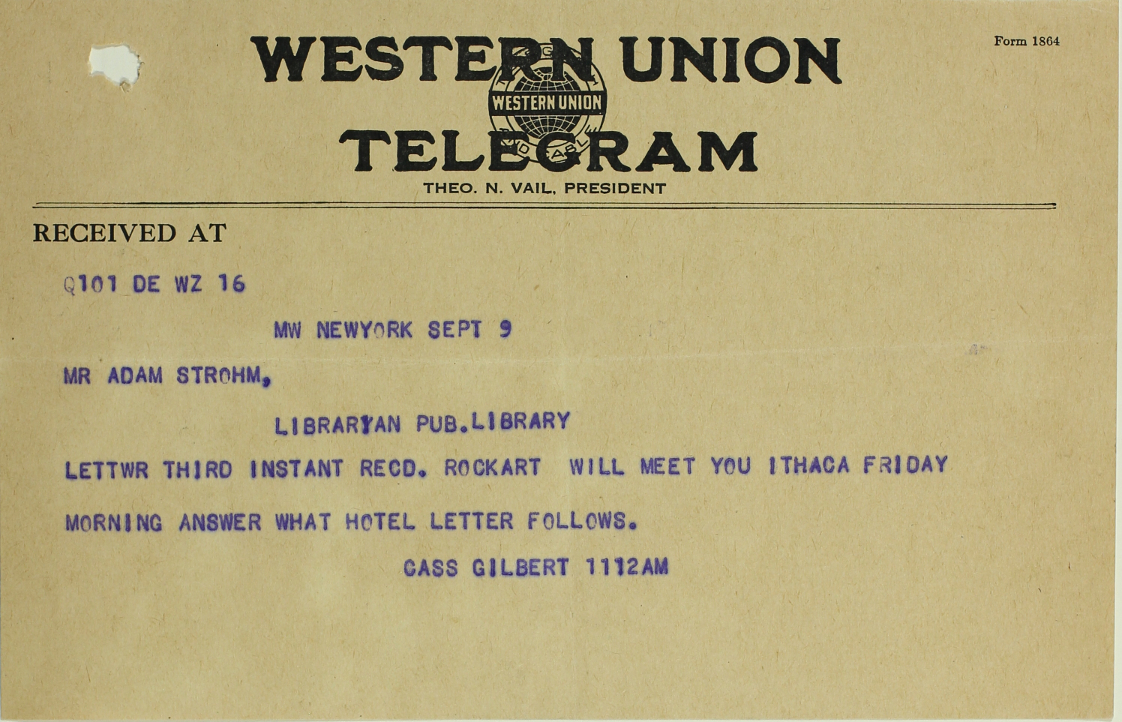 Form 1864
WESTERN UNION
WESTERN UNION
TELEGRAM
THEO. N. VAIL, PRESIDENT
RECEIVED AT
Q101 DE WZ 16
MW NEWYORK SEPT 9
MR ADAM STROHM,
LIBRARYAN PUB.LIBRARY
LETTWR THIRD INSTANT RECD. ROCKART WILL MEET YOU ITHACA FRIDAY
MORNING ANSWER WHAT HOTEL LETTER FOLLOWS.
CASS GILBERT 1112AM